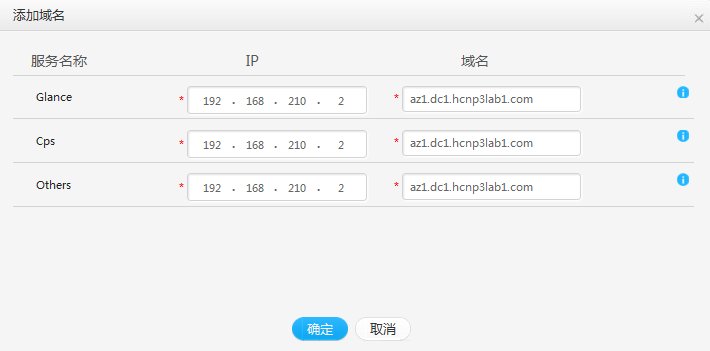 添加域名
服务名称 IP 域名
Glance * 192 . 168 . 210 . 2 * az1.dc1.hcnp3lab1.com
Cps * 192 . 168 . 210 . 2 * az1.dc1.hcnp3lab1.com
Others * 192 . 168 . 210 . 2 * az1.dc1.hcnp3lab1.com
确定 取消